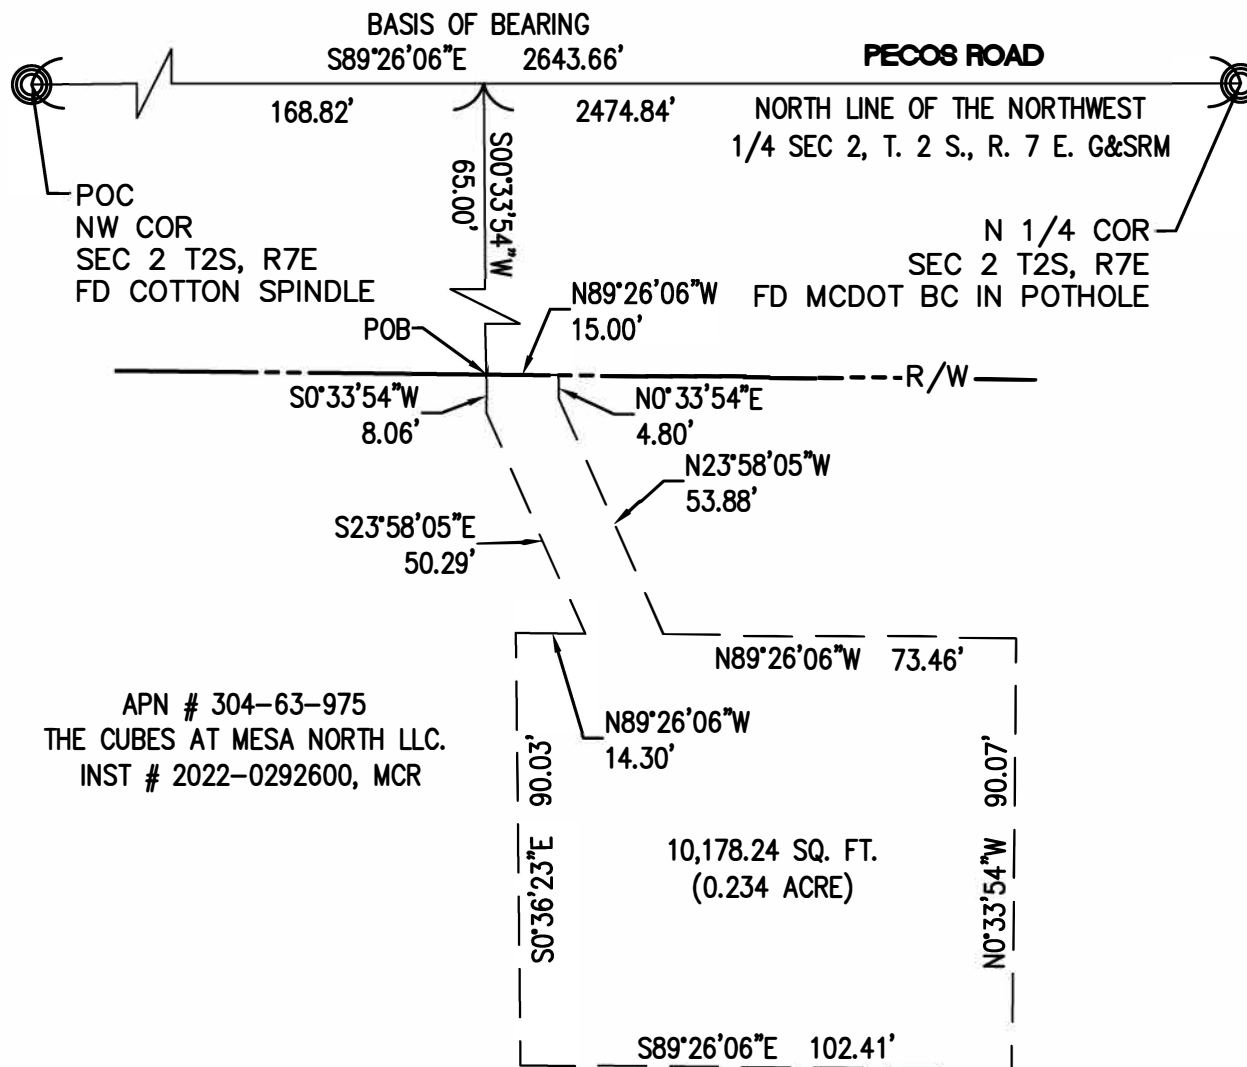 BASIS OF BEARING
S89°26'06"E 2643.66'
PECOS ROAD
168.82'
2474.84'
NORTH LINE OF THE NORTHWEST
1/4 SEC 2, T. 2 S., R. 7 E. G&SRM
S00°33'54"W
65.00'
POC
NW COR
SEC 2 T2S, R7E
FD COTTON SPINDLE
N 1/4 COR
SEC 2 T2S, R7E
FD MCDOT BC IN POTHOLE
N89°26'06"W
15.00'
POB
R/W
S0°33'54"W
8.06'
N0°33'54"E
4.80'
N23°58'05"W
53.88'
S23°58'05"E
50.29'
N89°26'06"W 73.46'
N89°26'06"W
14.30'
APN # 304-63-975
THE CUBES AT MESA NORTH LLC.
INST # 2022-0292600, MCR
S0°36'23"E 90.03'
10,178.24 SQ. FT.
(0.234 ACRE)
N0°33'54"W 90.07'
S89°26'06"E 102.41'